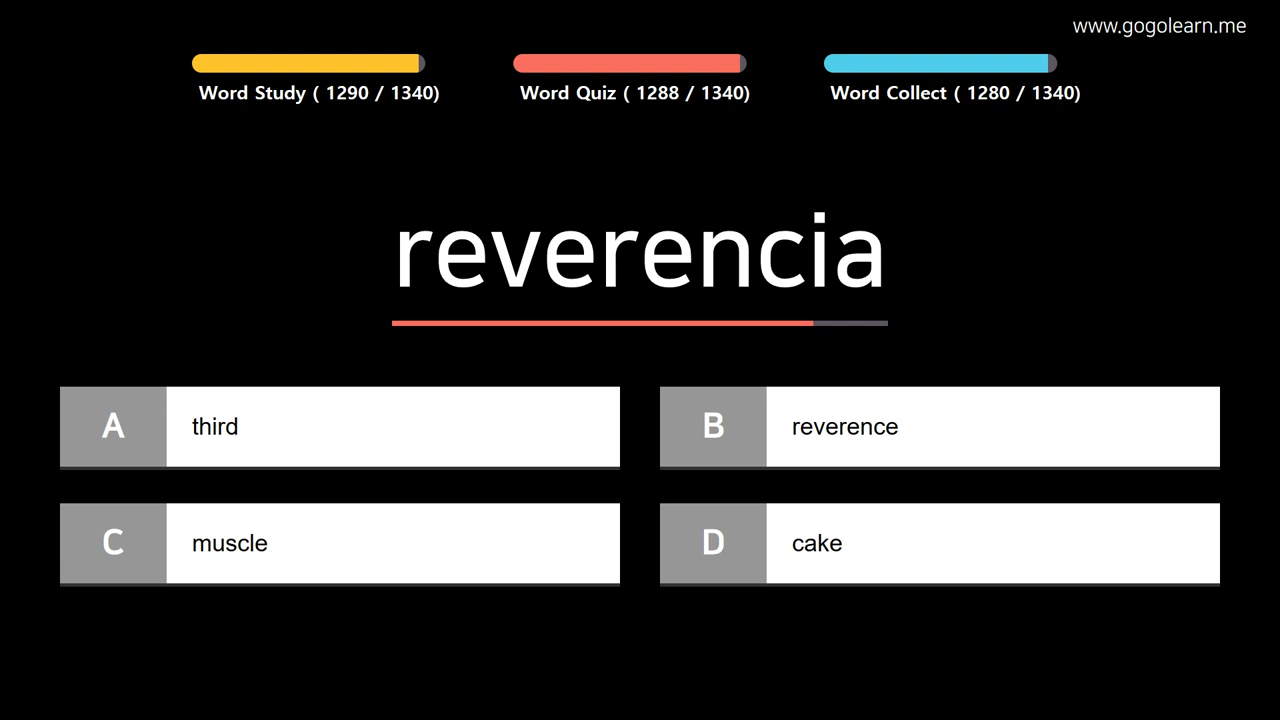 www.gogolearn.me
Word Study ( 1290 / 1340)
Word Quiz ( 1288 / 1340)
Word Collect ( 1280 / 1340)
reverencia
A third
B reverence
C muscle
D cake